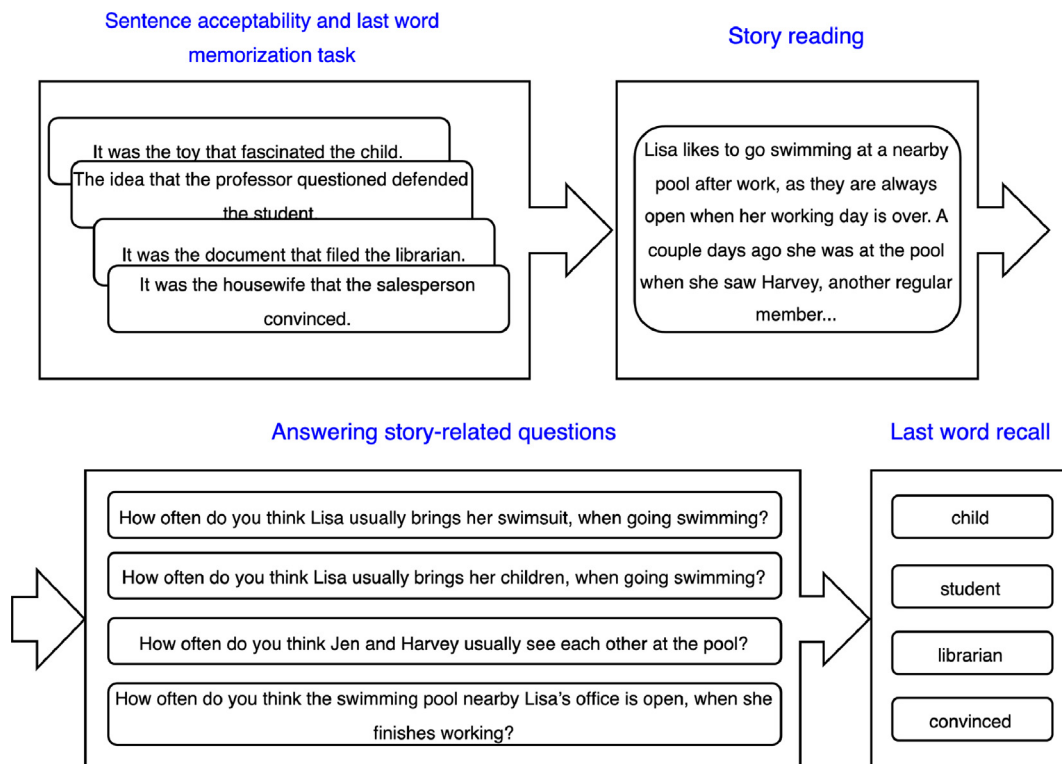 Sentence acceptability and last word
memorization task
Story reading
It was the toy that fascinated the child.
The idea that the professor questioned defended
the student.
It was the document that filed the librarian.
It was the housewife that the salesperson
convinced.
Lisa likes to go swimming at a nearby
pool after work, as they are always
open when her working day is over. A
couple days ago she was at the pool
when she saw Harvey, another regular
member...
Answering story-related questions
Last word recall
How often do you think Lisa usually brings her swimsuit, when going swimming?
How often do you think Lisa usually brings her children, when going swimming?
How often do you think Jen and Harvey usually see each other at the pool?
How often do you think the swimming pool nearby Lisa's office is open, when she
finishes working?
child
student
librarian
convinced